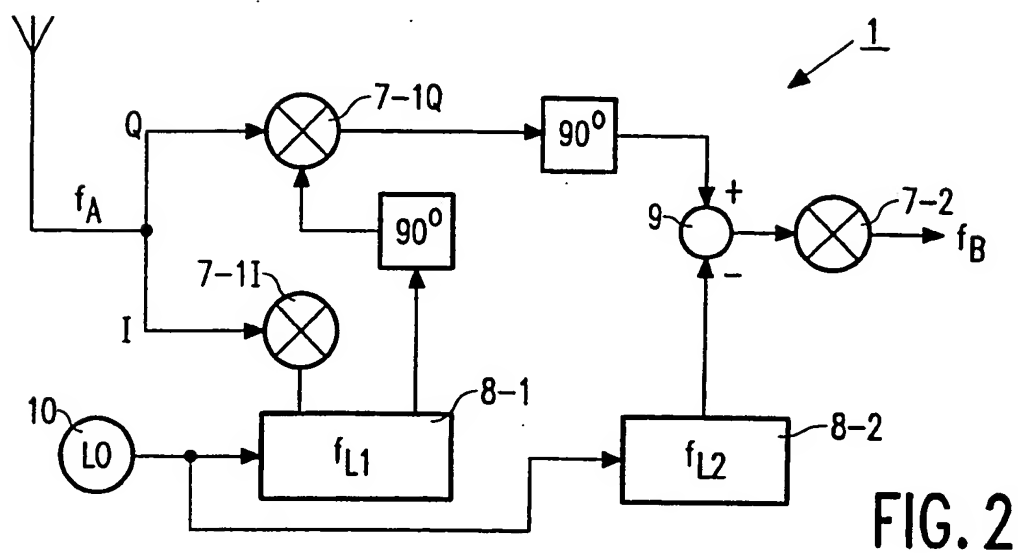 1
7-1Q
Q
90°
+
f_A
90°
9
7-2
f_B
-
7-1I
I
8-1
10
LO
f_L1
f_L2
8-2
FIG. 2